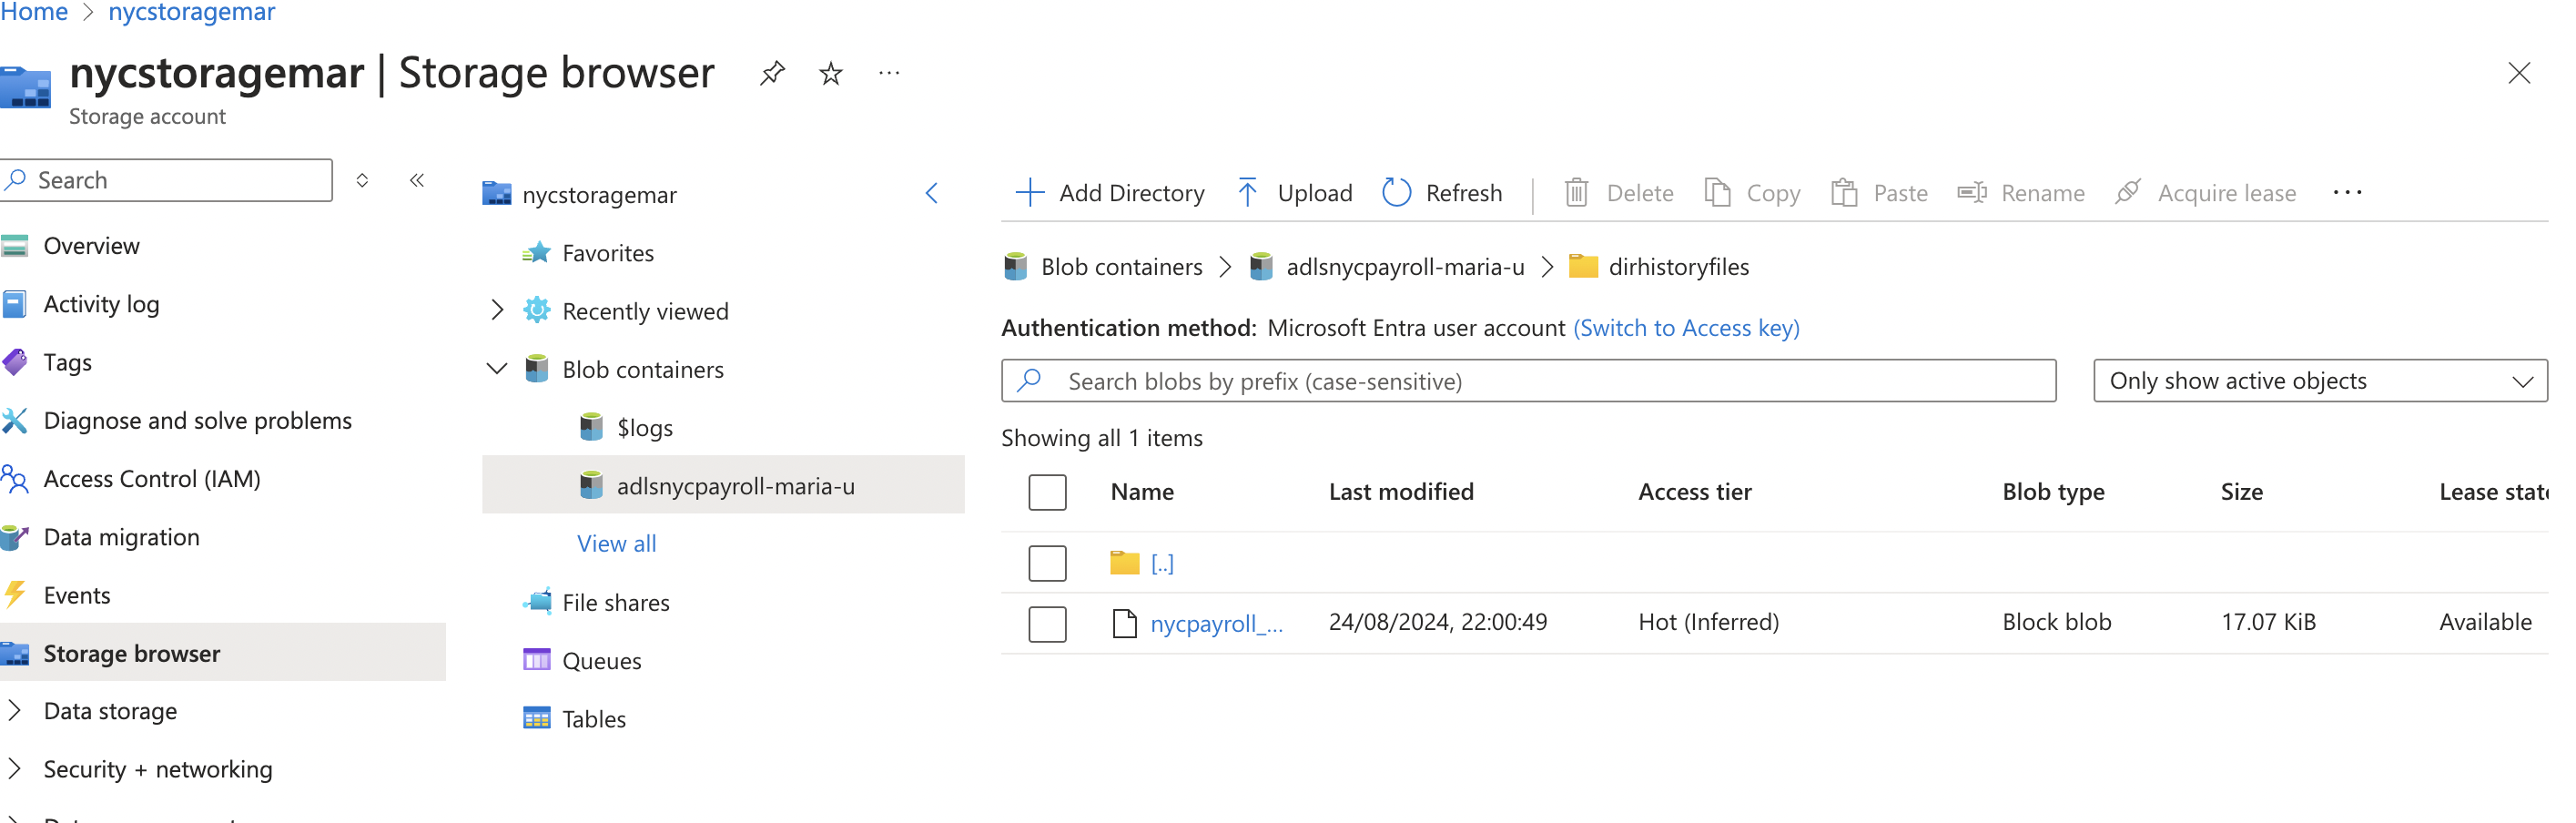 Home > nycstoragemar
nycstoragemar | Storage browser
Storage account
Search
Overview
Activity log
Tags
Diagnose and solve problems
Access Control (IAM)
Data migration
Events
Storage browser
Data storage
Security + networking
nycstoragemar
Favorites
Recently viewed
Blob containers
$logs
adlsnycpayroll-maria-u
View all
File shares
Queues
Tables
Add Directory Upload Refresh Delete Copy Paste Rename Acquire lease
Blob containers > adlsnycpayroll-maria-u > dirhistoryfiles
Authentication method: Microsoft Entra user account (Switch to Access key)
Search blobs by prefix (case-sensitive) Only show active objects
Showing all 1 items
Name Last modified Access tier Blob type Size Lease state
[..]
nycpayroll_... 24/08/2024, 22:00:49 Hot (Inferred) Block blob 17.07 KiB Available